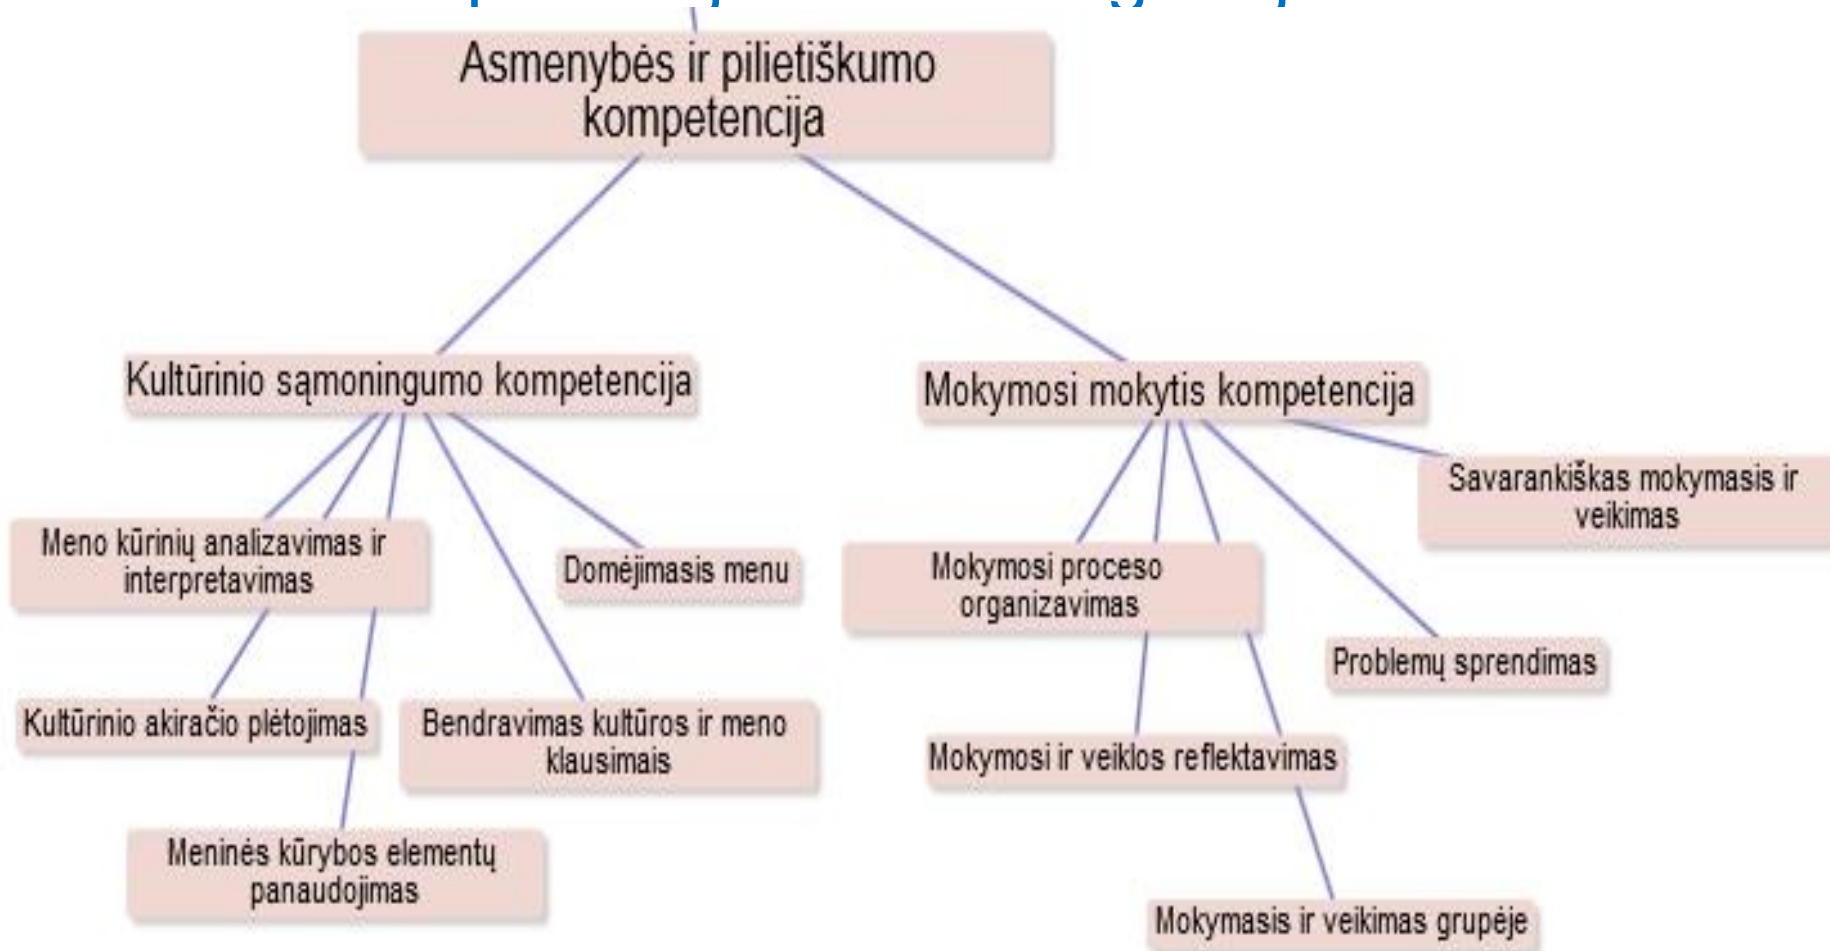 Asmenybės ir pilietiškumo
kompetencija
Kultūrinio sąmoningumo kompetencija
Mokymosi mokytis kompetencija
Savarankiškas mokymasis ir
veikimas
Meno kūrinių analizavimas ir
interpretavimas
Domėjimasis menu
Mokymosi proceso
organizavimas
Problemų sprendimas
Kultūrinio akiračio plėtojimas
Bendravimas kultūros ir meno
klausimais
Mokymosi ir veiklos reflektavimas
Meninės kūrybos elementų
panaudojimas
Mokymasis ir veikimas grupėje